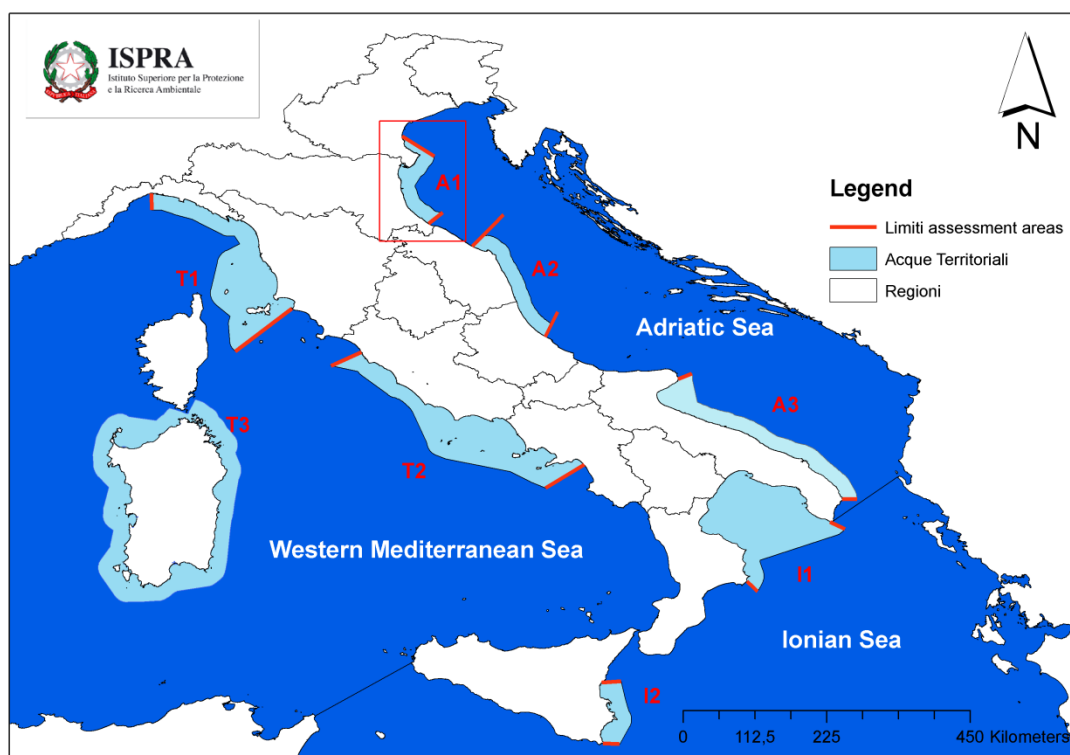 ISPRA
Istituto Superiore per la Protezione
e la Ricerca Ambientale
N
Legend
Limiti assessment areas
Acque Territoriali
Regioni
A1
A2
T1
Adriatic Sea
A3
T3
T2
Western Mediterranean Sea
I1
Ionian Sea
I2
0 112,5 225 450 Kilometers